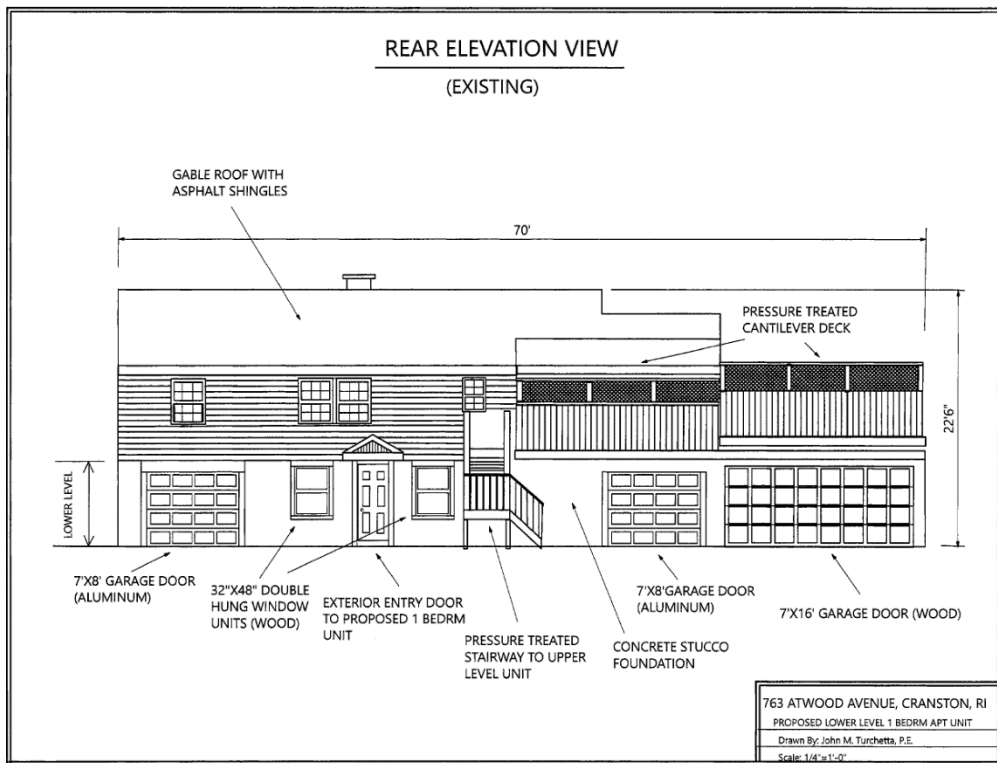 REAR ELEVATION VIEW
(EXISTING)
GABLE ROOF WITH
ASPHALT SHINGLES
70'
PRESSURE TREATED
CANTILEVER DECK
22'6"
LOWER LEVEL
7'X8' GARAGE DOOR
(ALUMINUM)
32"X48" DOUBLE
HUNG WINDOW
UNITS (WOOD)
EXTERIOR ENTRY DOOR
TO PROPOSED 1 BEDRM
UNIT
PRESSURE TREATED
STAIRWAY TO UPPER
LEVEL UNIT
7'X8'GARAGE DOOR
(ALUMINUM)
CONCRETE STUCCO
FOUNDATION
7'X16' GARAGE DOOR (WOOD)
763 ATWOOD AVENUE, CRANSTON, RI
PROPOSED LOWER LEVEL 1 BEDRM APT UNIT
Drawn By: John M. Turchetta, P.E.
Scale: 1/4"=1'-0"